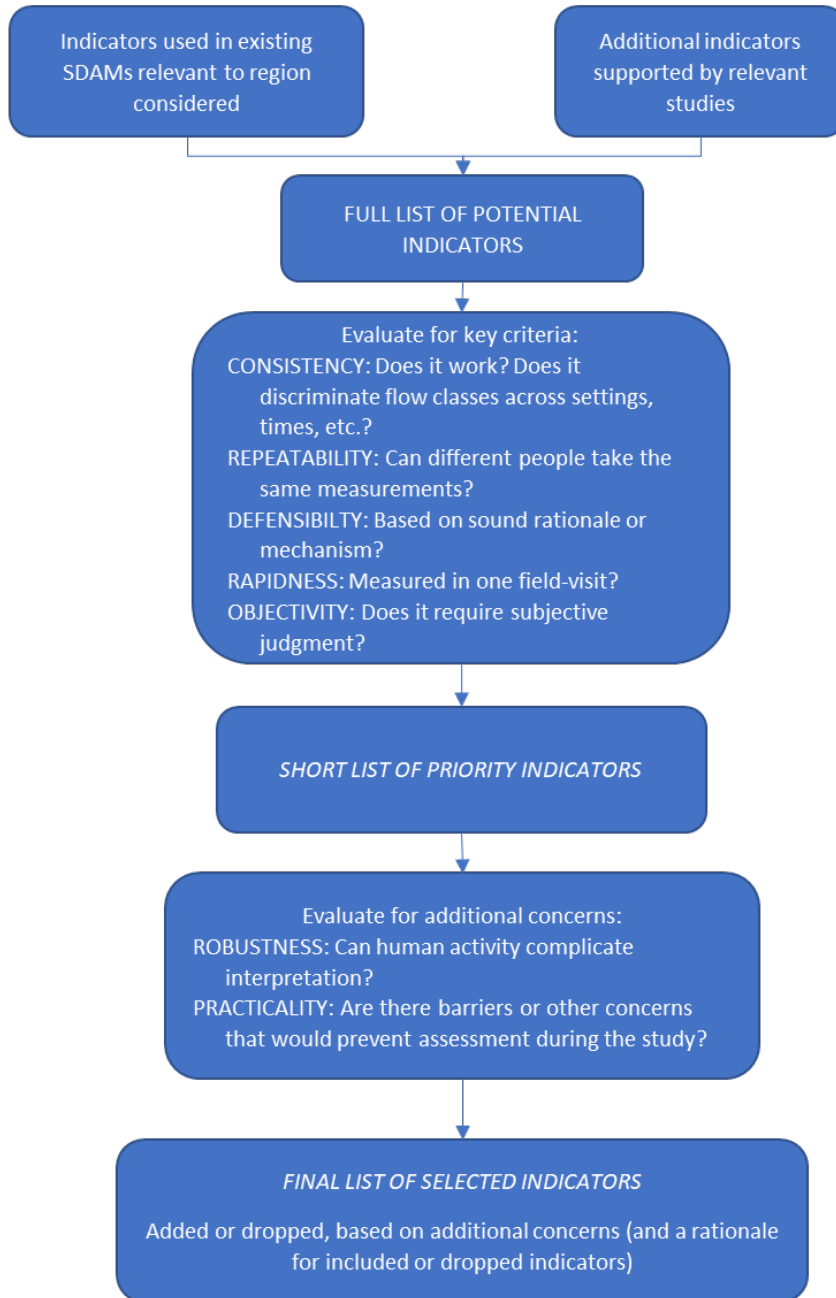 Indicators used in existing
SDAMs relevant to region
considered
Additional indicators
supported by relevant
studies
FULL LIST OF POTENTIAL
INDICATORS
Evaluate for key criteria:
CONSISTENCY: Does it work? Does it
discriminate flow classes across settings,
times, etc.?
REPEATABILITY: Can different people take the
same measurements?
DEFENSIBILTY: Based on sound rationale or
mechanism?
RAPIDNESS: Measured in one field-visit?
OBJECTIVITY: Does it require subjective
judgment?
SHORT LIST OF PRIORITY INDICATORS
Evaluate for additional concerns:
ROBUSTNESS: Can human activity complicate
interpretation?
PRACTICALITY: Are there barriers or other concerns
that would prevent assessment during the study?
FINAL LIST OF SELECTED INDICATORS
Added or dropped, based on additional concerns (and a rationale
for included or dropped indicators)